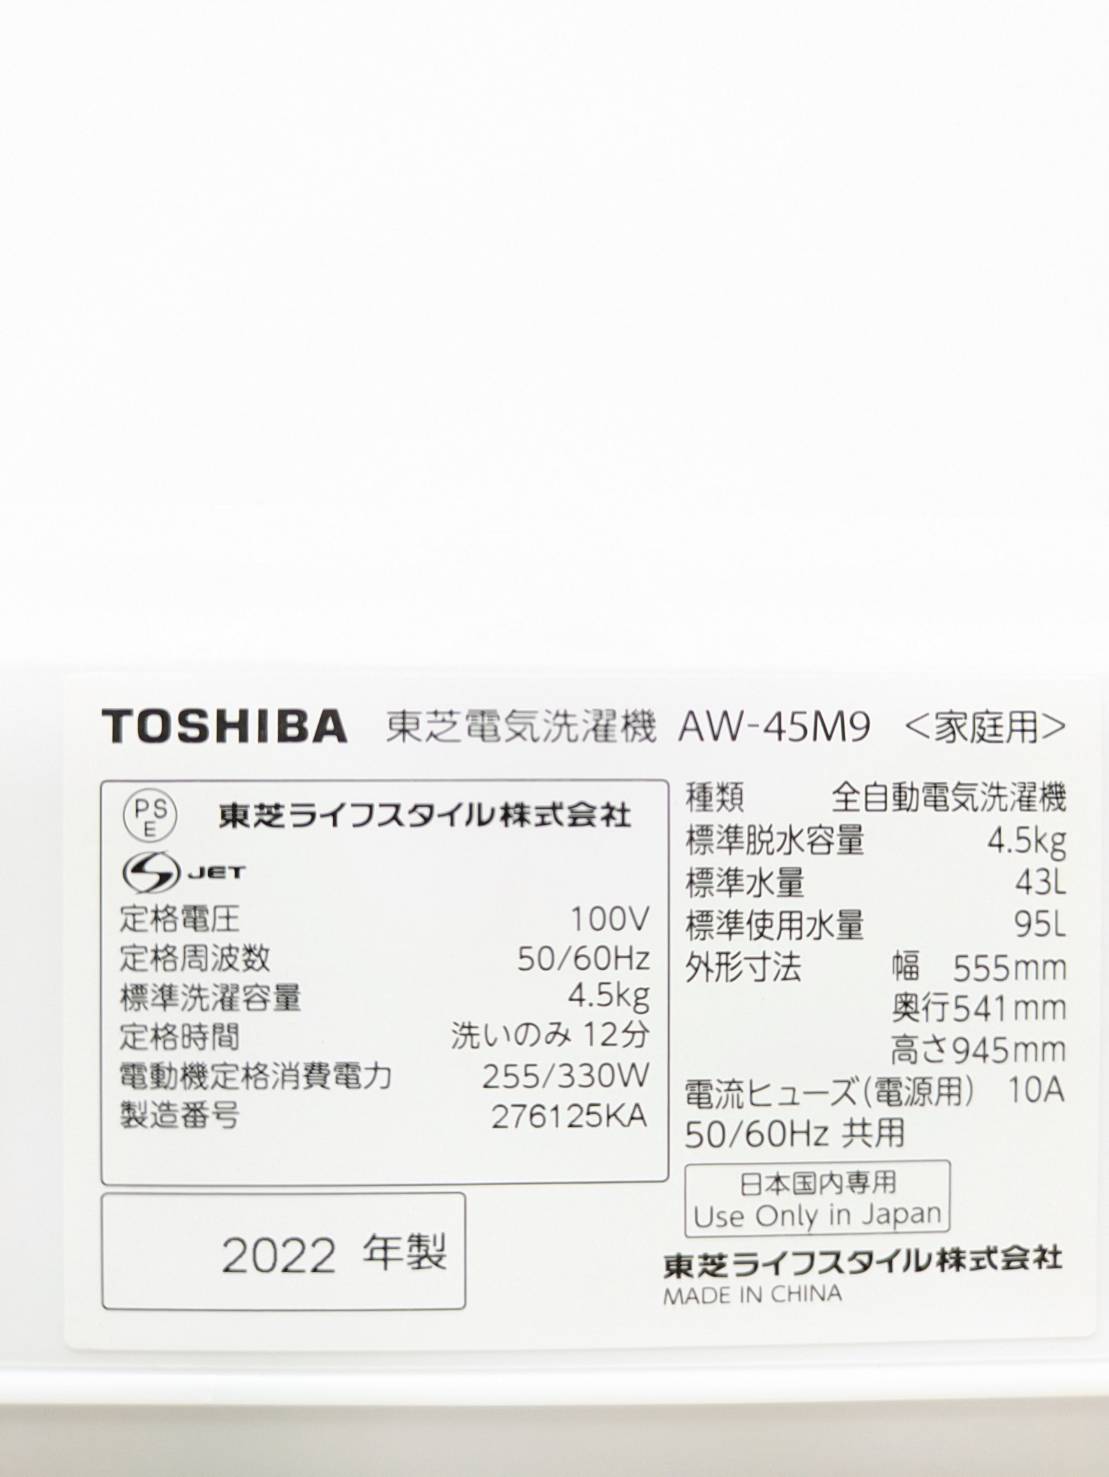 TOSHIBA 東芝電気洗濯機 AW-45M9 <家庭用>
PS
E
東芝ライフスタイル株式会社
S JET
定格電圧 100V
定格周波数 50/60Hz
標準洗濯容量 4.5kg
定格時間 洗いのみ 12分
電動機定格消費電力 255/330W
製造番号 276125KA
2022 年製
種類 全自動電気洗濯機
標準脱水容量 4.5kg
標準水量 43L
標準使用水量 95L
外形寸法 幅 555mm
奥行541mm
高さ945mm
電流ヒューズ(電源用) 10A
50/60Hz 共用
日本国内専用
Use Only in Japan
東芝ライフスタイル株式会社
MADE IN CHINA